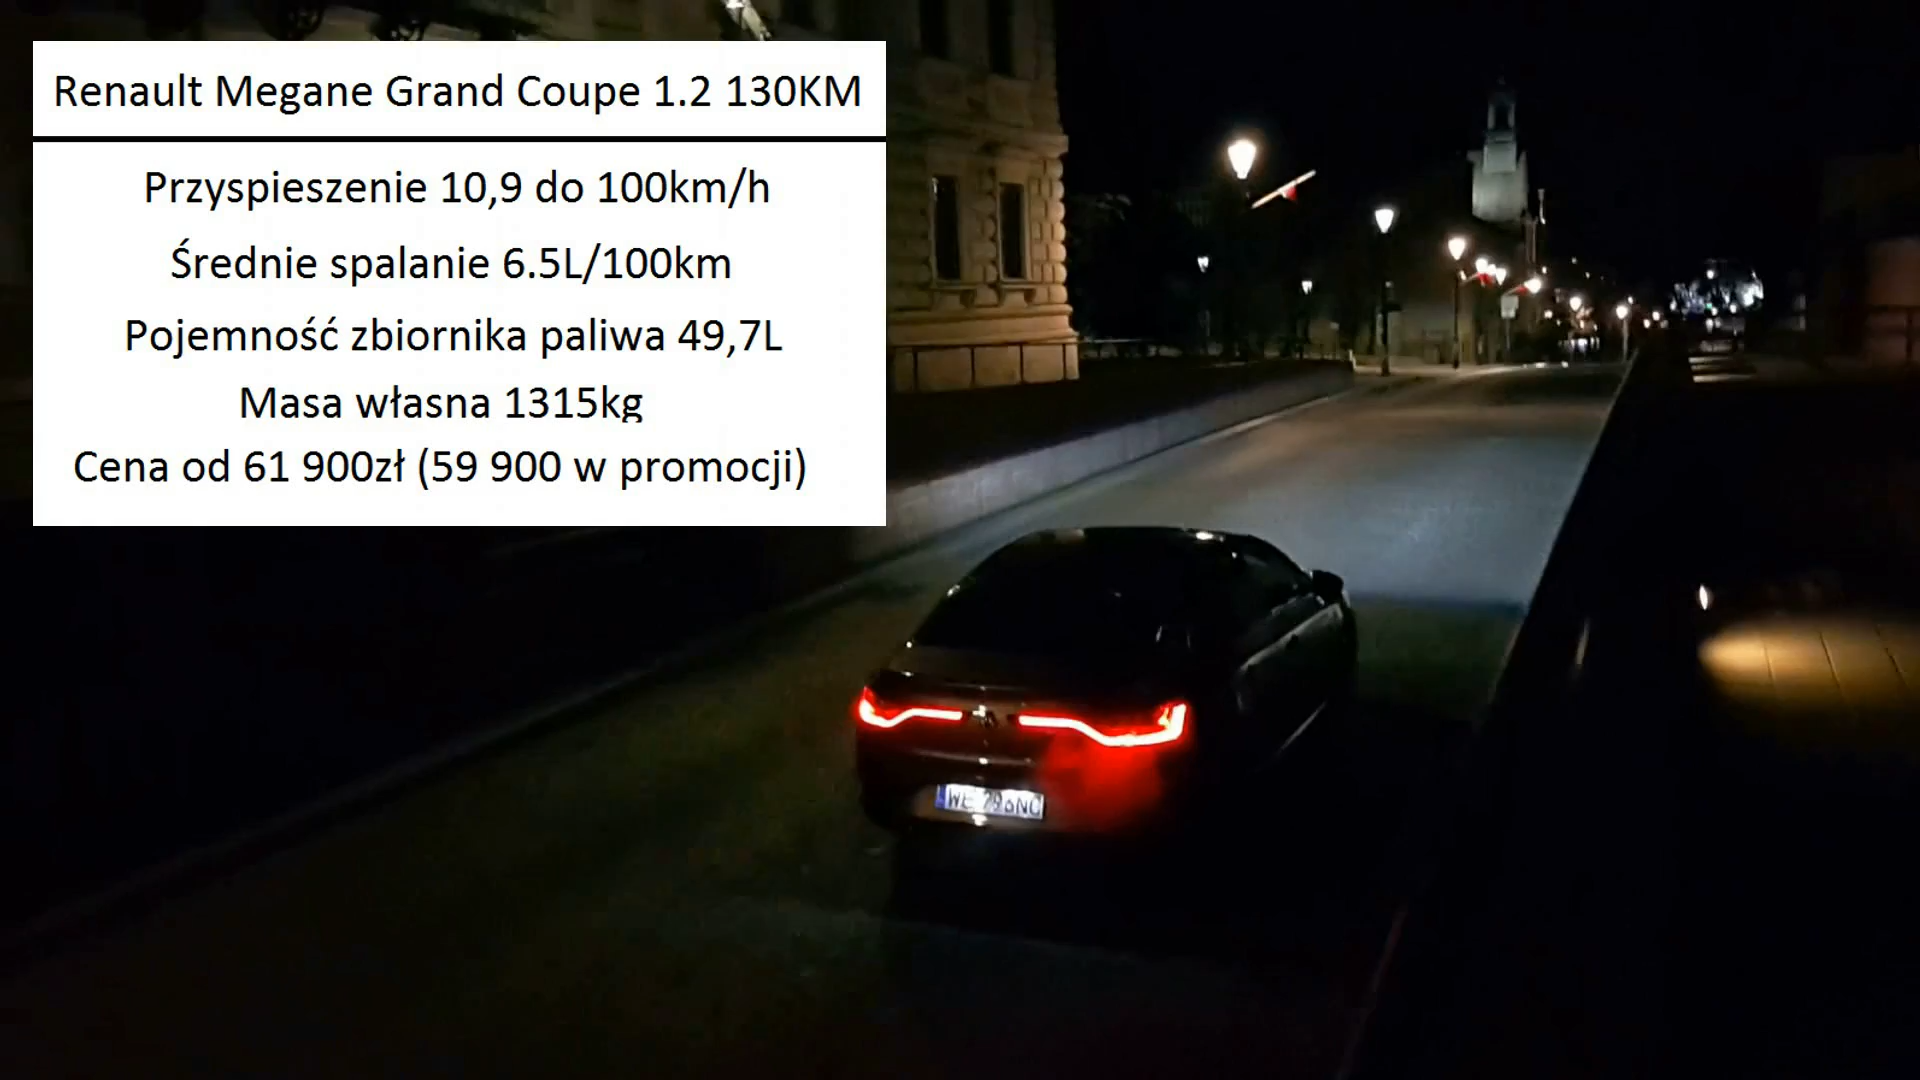 Renault Megane Grand Coupe 1.2 130KM
Przyspieszenie 10,9 do 100km/h
Średnie spalanie 6.5L/100km
Pojemność zbiornika paliwa 49,7L
Masa własna 1315kg
Cena od 61 900zł (59 900 w promocji)